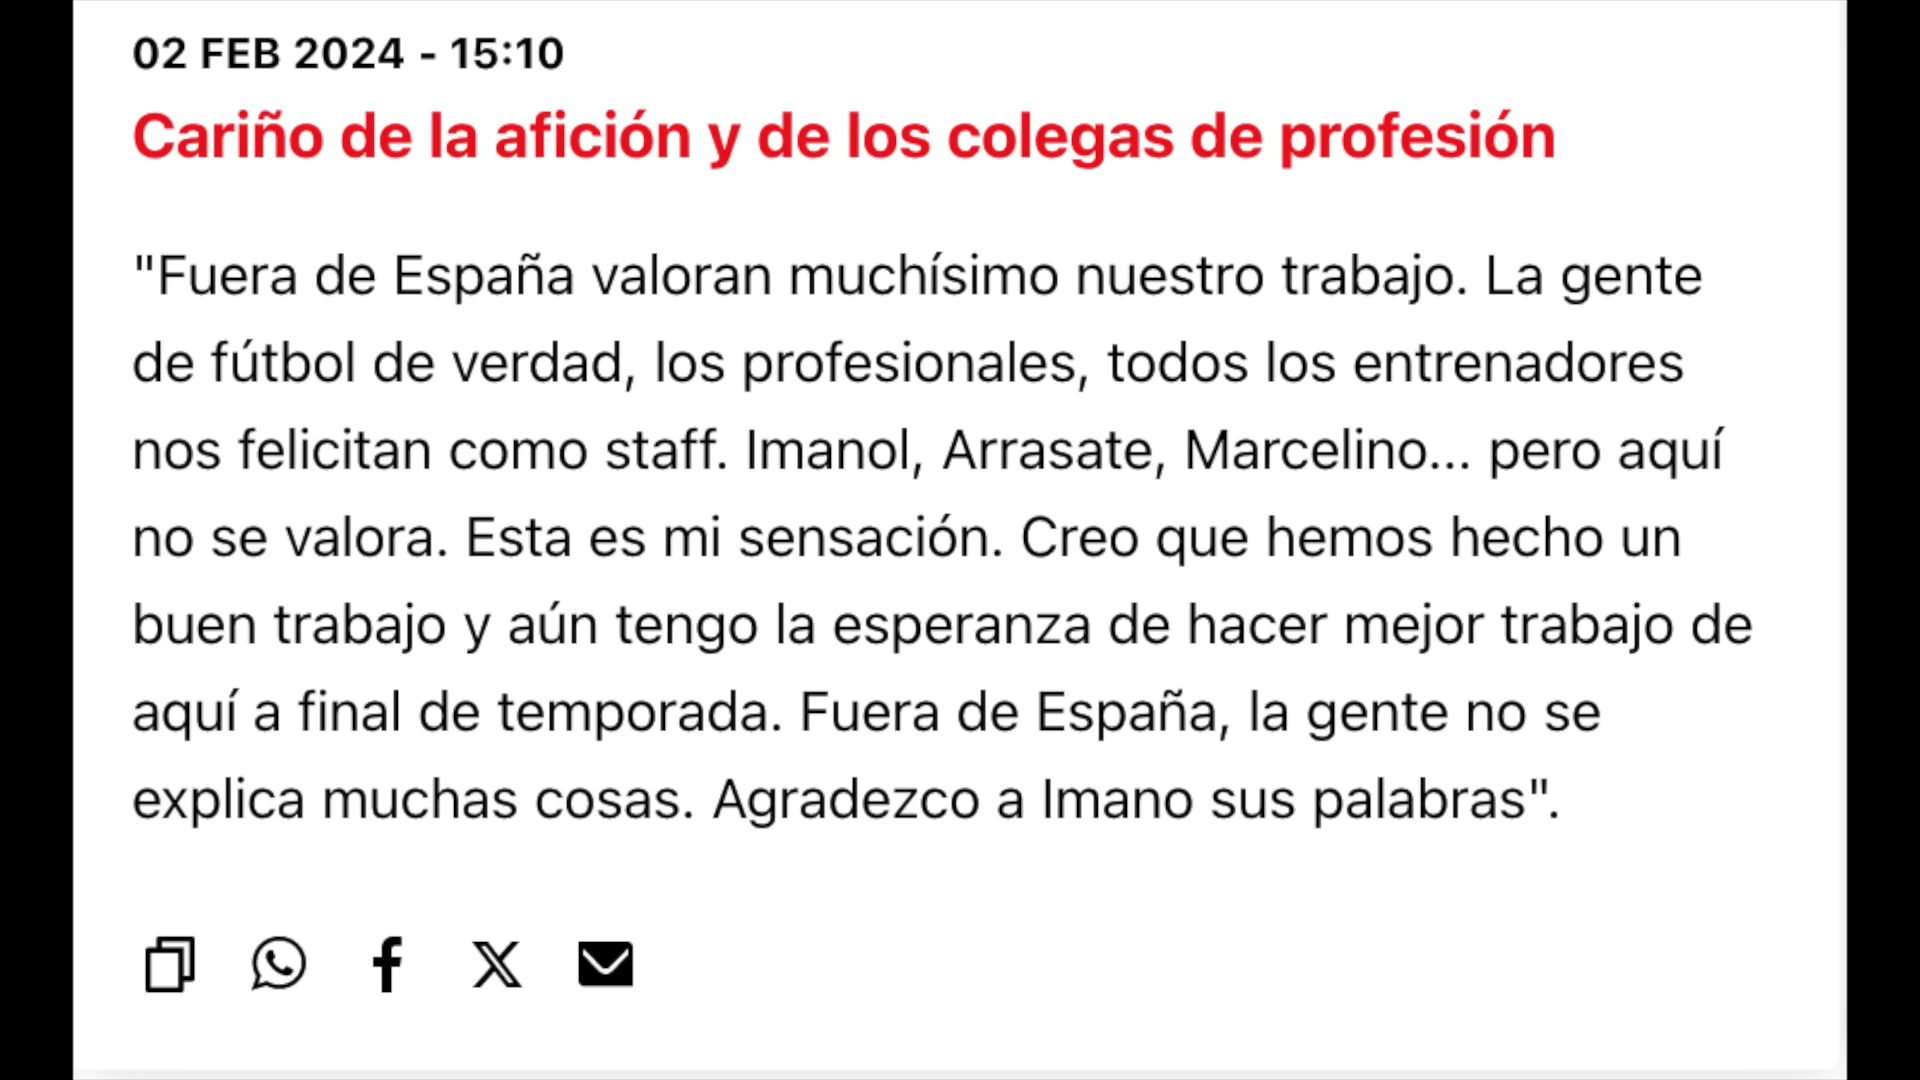 02 FEB 2024 - 15:10
Cariño de la afición y de los colegas de profesión
"Fuera de España valoran muchísimo nuestro trabajo. La gente
de fútbol de verdad, los profesionales, todos los entrenadores
nos felicitan como staff. Imanol, Arrasate, Marcelino... pero aquí
no se valora. Esta es mi sensación. Creo que hemos hecho un
buen trabajo y aún tengo la esperanza de hacer mejor trabajo de
aquí a final de temporada. Fuera de España, la gente no se
explica muchas cosas. Agradezco a Imano sus palabras".